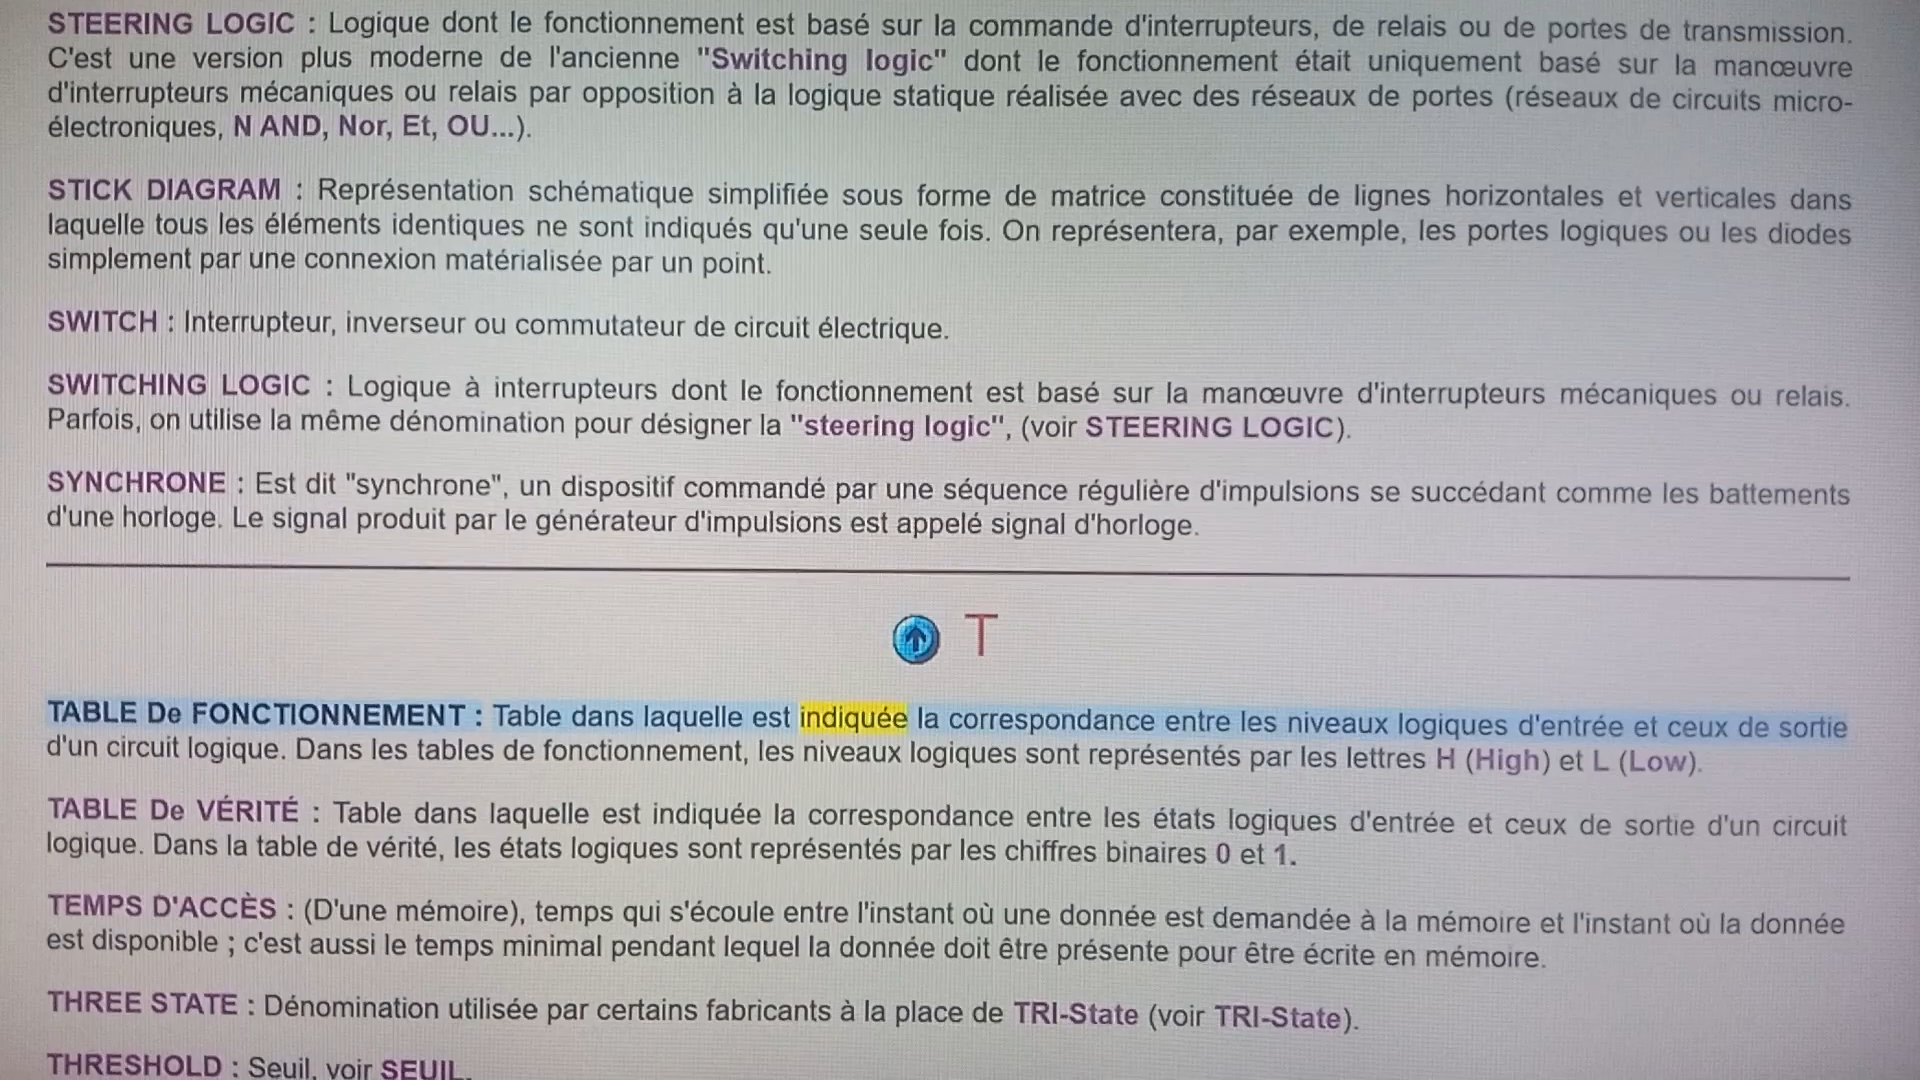 STEERING LOGIC : Logique dont le fonctionnement est basé sur la commande d'interrupteurs, de relais ou de portes de transmission.
C'est une version plus moderne de l'ancienne "Switching logic" dont le fonctionnement était uniquement basé sur la manœuvre
d'interrupteurs mécaniques ou relais par opposition à la logique statique réalisée avec des réseaux de portes (réseaux de circuits micro-
électroniques, N AND, Nor, Et, OU...).
STICK DIAGRAM : Représentation schématique simplifiée sous forme de matrice constituée de lignes horizontales et verticales dans
laquelle tous les éléments identiques ne sont indiqués qu'une seule fois. On représentera, par exemple, les portes logiques ou les diodes
simplement par une connexion matérialisée par un point.
SWITCH : Interrupteur, inverseur ou commutateur de circuit électrique.
SWITCHING LOGIC : Logique à interrupteurs dont le fonctionnement est basé sur la manœuvre d'interrupteurs mécaniques ou relais.
Parfois, on utilise la même dénomination pour désigner la "steering logic", (voir STEERING LOGIC).
SYNCHRONE : Est dit "synchrone", un dispositif commandé par une séquence régulière d'impulsions se succédant comme les battements
d'une horloge. Le signal produit par le générateur d'impulsions est appelé signal d'horloge.
T
TABLE De FONCTIONNEMENT : Table dans laquelle est indiquée la correspondance entre les niveaux logiques d'entrée et ceux de sortie
d'un circuit logique. Dans les tables de fonctionnement, les niveaux logiques sont représentés par les lettres H (High) et L (Low).
TABLE De VÉRITÉ : Table dans laquelle est indiquée la correspondance entre les états logiques d'entrée et ceux de sortie d'un circuit
logique. Dans la table de vérité, les états logiques sont représentés par les chiffres binaires 0 et 1.
TEMPS D'ACCÈS : (D'une mémoire), temps qui s'écoule entre l'instant où une donnée est demandée à la mémoire et l'instant où la donnée
est disponible ; c'est aussi le temps minimal pendant lequel la donnée doit être présente pour être écrite en mémoire.
THREE STATE : Dénomination utilisée par certains fabricants à la place de TRI-State (voir TRI-State).
THRESHOLD : Seuil, voir SEUIL.